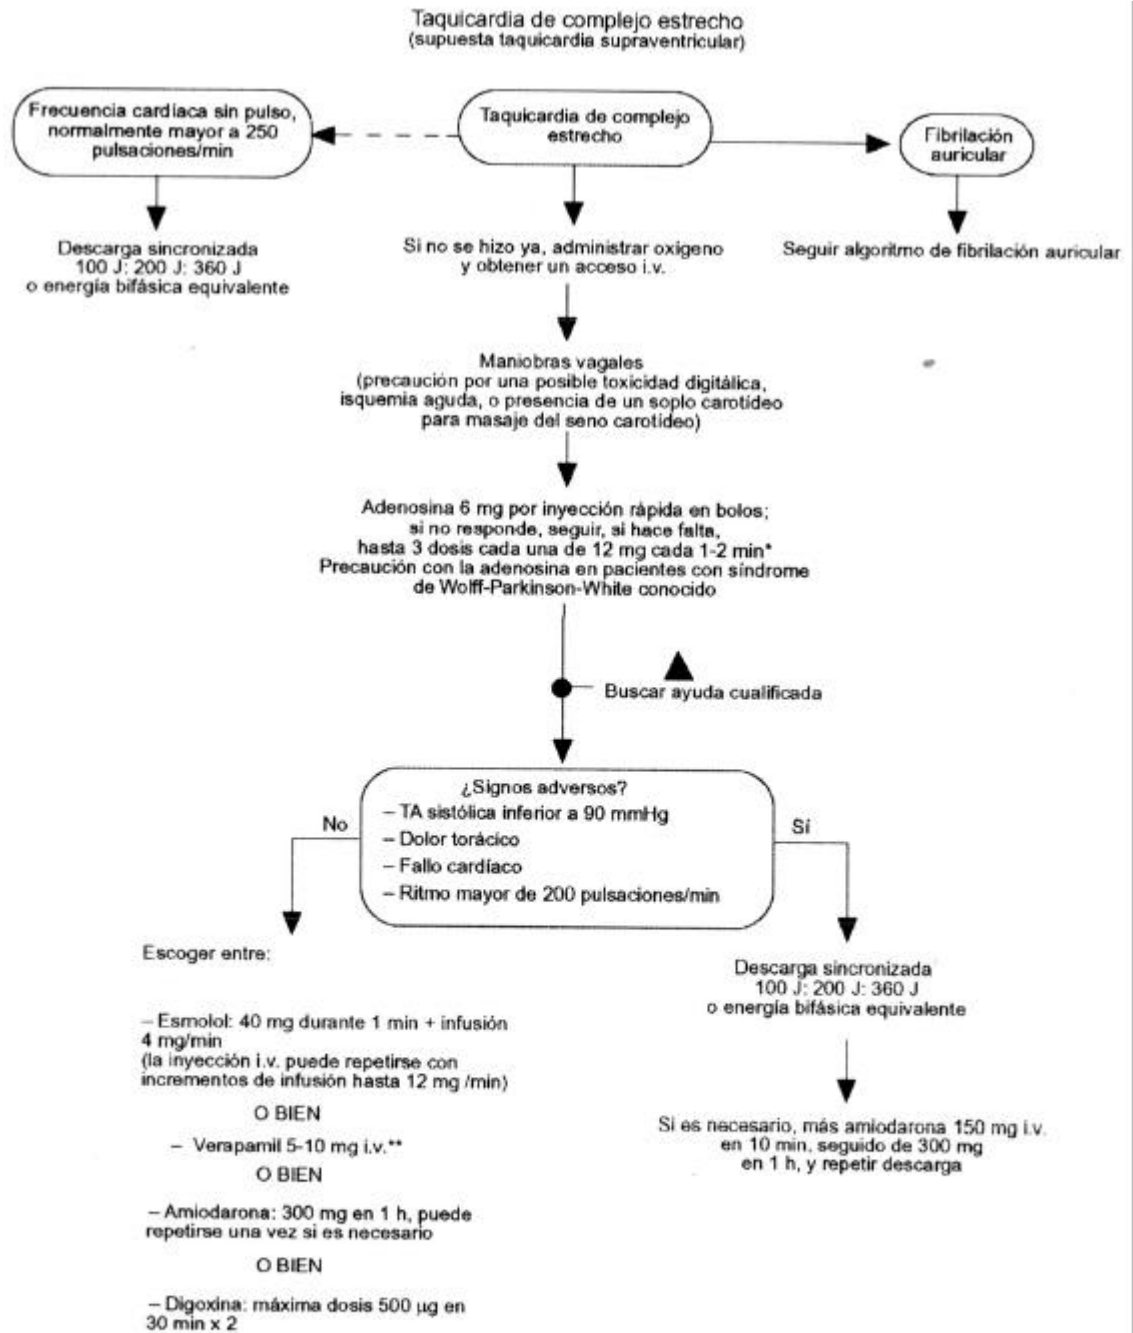 Taquicardia de complejo estrecho
(supuesta taquicardia supraventricular)
Frecuencia cardíaca sin pulso,
normalmente mayor a 250
pulsaciones/min
Taquicardia de complejo
estrecho
Fibrilación
auricular
Descarga sincronizada
100 J: 200 J: 360 J
o energía bifásica equivalente
Si no se hizo ya, administrar oxígeno
y obtener un acceso i.v.
Seguir algoritmo de fibrilación auricular
Maniobras vagales
(precaución por una posible toxicidad digitálica,
isquemia aguda, o presencia de un soplo carotídeo
para masaje del seno carotídeo)
Adenosina 6 mg por inyección rápida en bolos;
si no responde, seguir, si hace falta,
hasta 3 dosis cada una de 12 mg cada 1-2 min*
Precaución con la adenosina en pacientes con síndrome
de Wolff-Parkinson-White conocido
Buscar ayuda cualificada
¿Signos adversos?
– TA sistólica inferior a 90 mmHg
– Dolor torácico
– Fallo cardíaco
– Ritmo mayor de 200 pulsaciones/min
No
Sí
Escoger entre:
– Esmolol: 40 mg durante 1 min + infusión
4 mg/min
(la inyección i.v. puede repetirse con
incrementos de infusión hasta 12 mg /min)
O BIEN
– Verapamil 5-10 mg i.v.**
O BIEN
– Amiodarona: 300 mg en 1 h, puede
repetirse una vez si es necesario
O BIEN
– Digoxina: máxima dosis 500 µg en
30 min x 2
Descarga sincronizada
100 J: 200 J: 360 J
o energía bifásica equivalente
Si es necesario, más amiodarona 150 mg i.v.
en 10 min, seguido de 300 mg
en 1 h, y repetir descarga